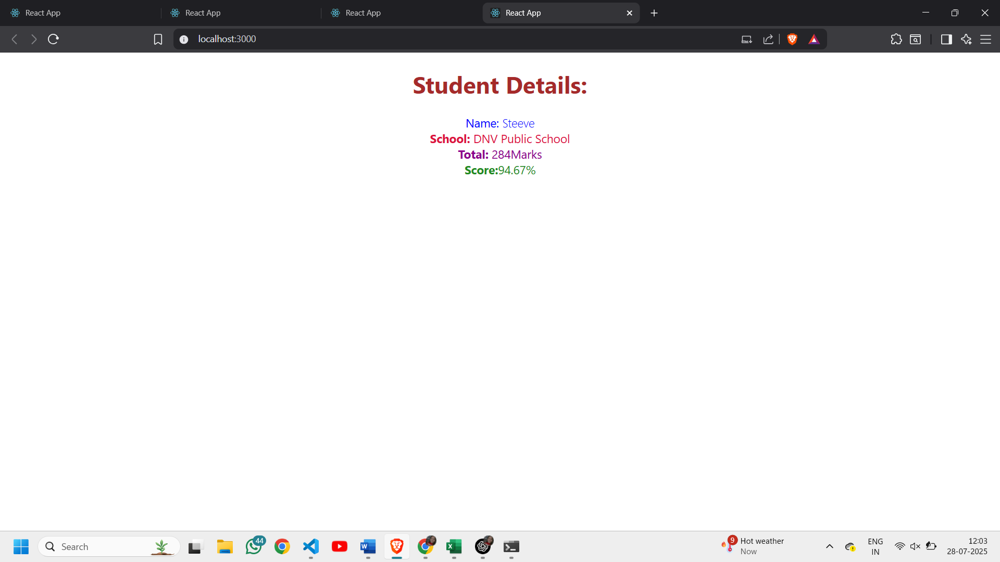 React App
React App
React App
React App
localhost:3000
Student Details:
Name: Steeve
School: DNV Public School
Total: 284Marks
Score:94.67%
Search
44
9
Hot weather
Now
ENG
IN
12:03
28-07-2025